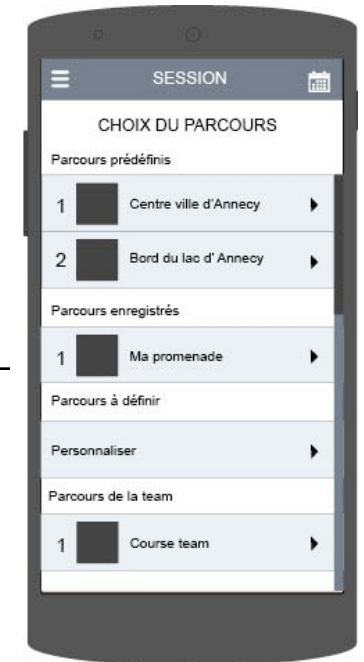 SESSION
CHOIX DU PARCOURS
Parcours prédéfinis
1 Centre ville d'Annecy
2 Bord du lac d' Annecy
Parcours enregistrés
1 Ma promenade
Parcours à définir
Personnaliser
Parcours de la team
1 Course team